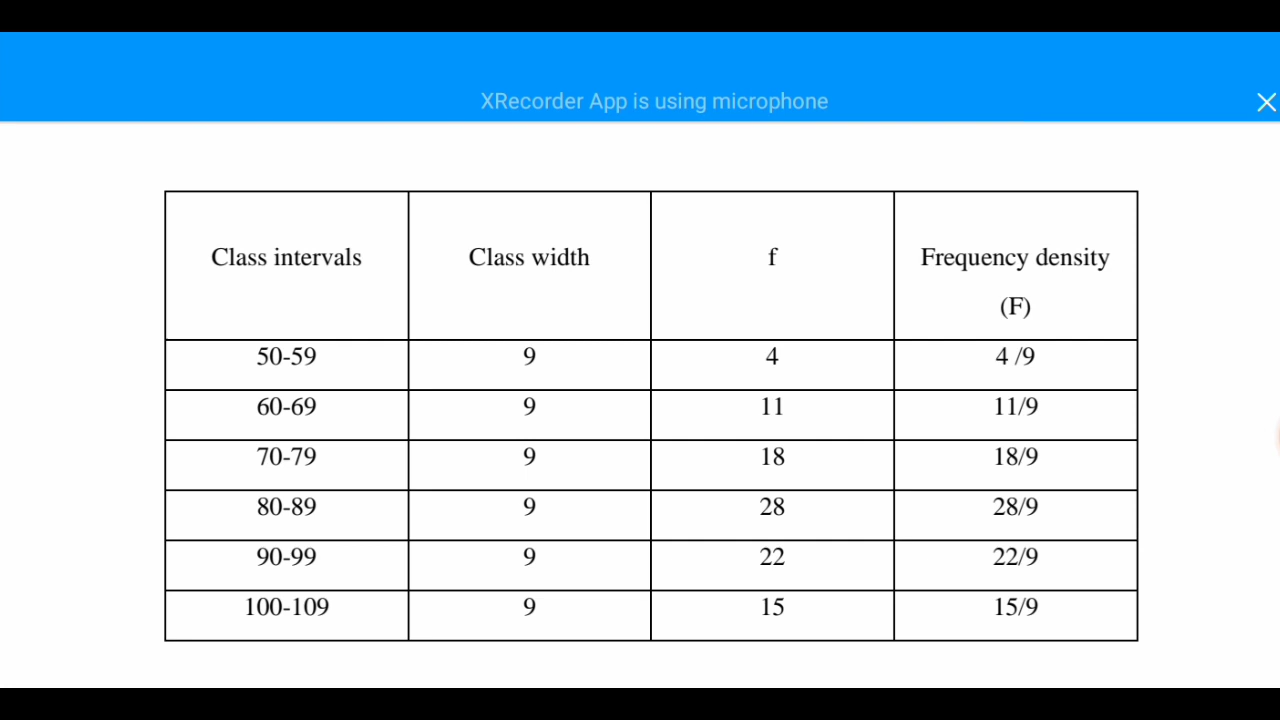 XRecorder App is using microphone
Class intervals Class width f Frequency density
(F)
50-59 9 4 4 /9
60-69 9 11 11/9
70-79 9 18 18/9
80-89 9 28 28/9
90-99 9 22 22/9
100-109 9 15 15/9